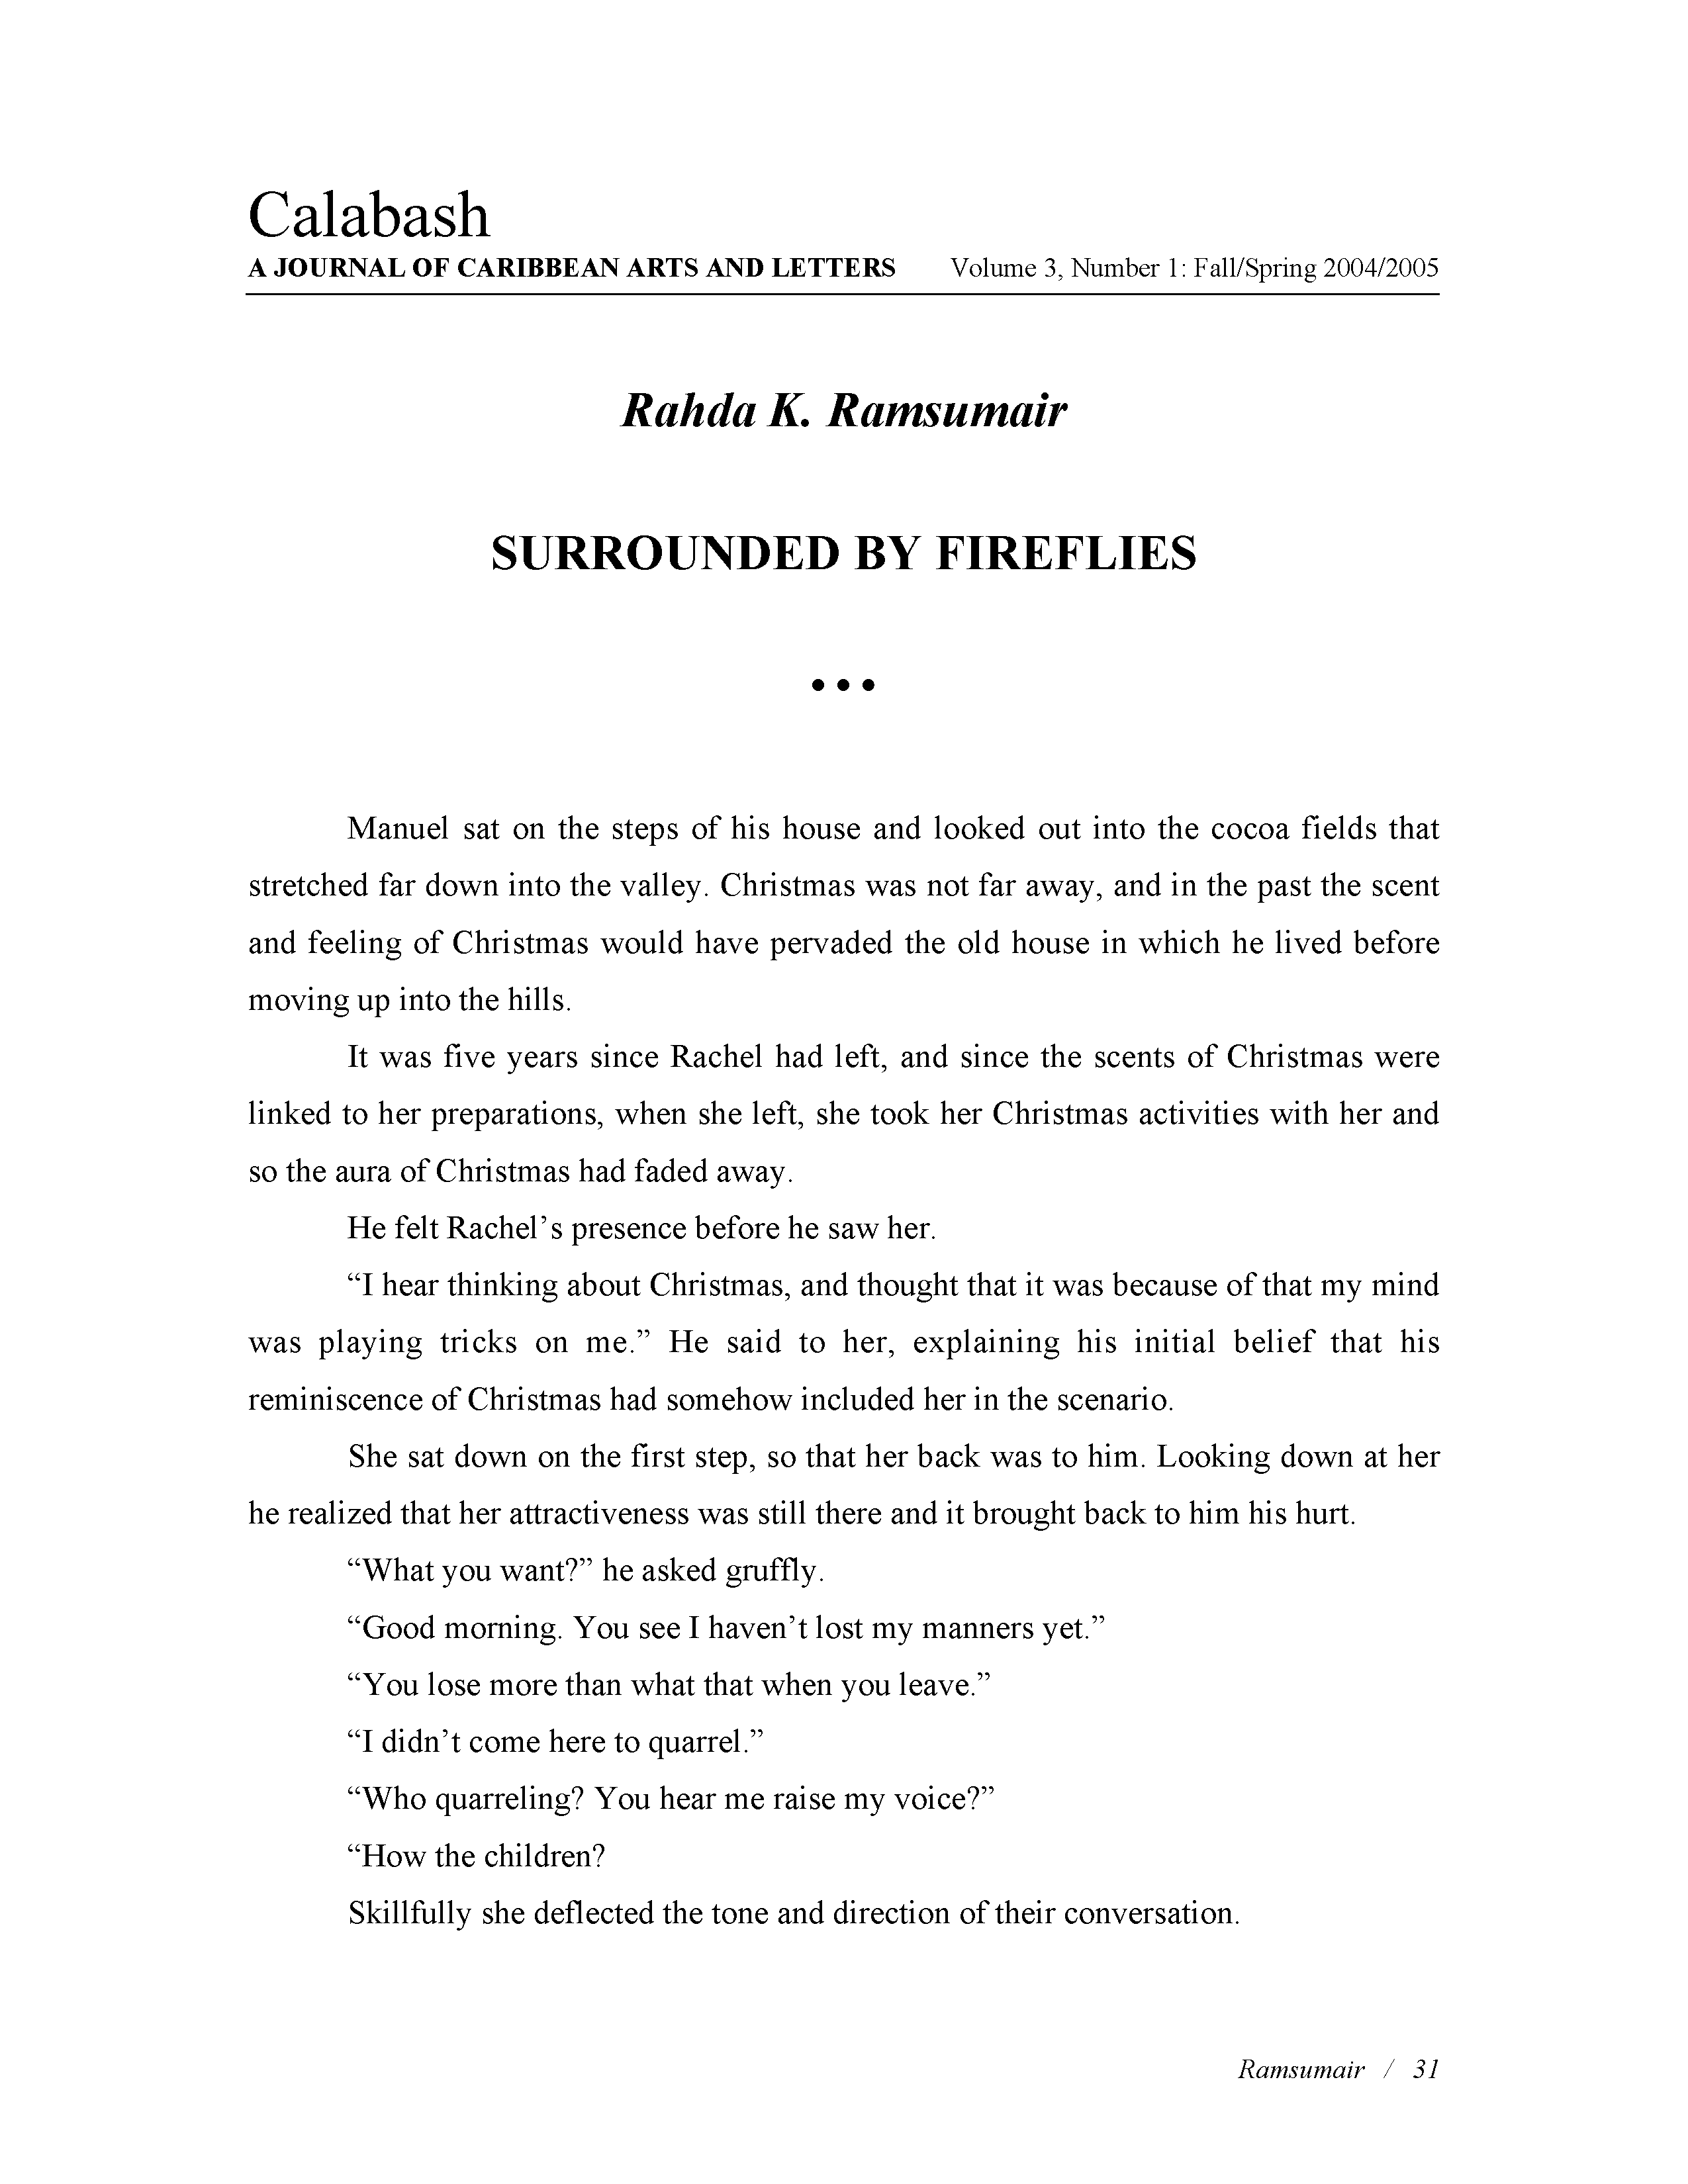 Calabash
A JOURNAL OF CARIBBEAN ARTS AND LETTERS Volume 3, Number 1: Fall/Spring 2004/2005
Rahda K. Ramsumair
SURROUNDED BY FIREFLIES
• • •
Manuel sat on the steps of his house and looked out into the cocoa fields that
stretched far down into the valley. Christmas was not far away, and in the past the scent
and feeling of Christmas would have pervaded the old house in which he lived before
moving up into the hills.
It was five years since Rachel had left, and since the scents of Christmas were
linked to her preparations, when she left, she took her Christmas activities with her and
so the aura of Christmas had faded away.
He felt Rachel’s presence before he saw her.
“I hear thinking about Christmas, and thought that it was because of that my mind
was playing tricks on me.” He said to her, explaining his initial belief that his
reminiscence of Christmas had somehow included her in the scenario.
She sat down on the first step, so that her back was to him. Looking down at her
he realized that her attractiveness was still there and it brought back to him his hurt.
“What you want?” he asked gruffly.
“Good morning. You see I haven’t lost my manners yet.”
“You lose more than what that when you leave.”
“I didn’t come here to quarrel.”
“Who quarreling? You hear me raise my voice?”
“How the children?
Skillfully she deflected the tone and direction of their conversation.
Ramsumair / 31